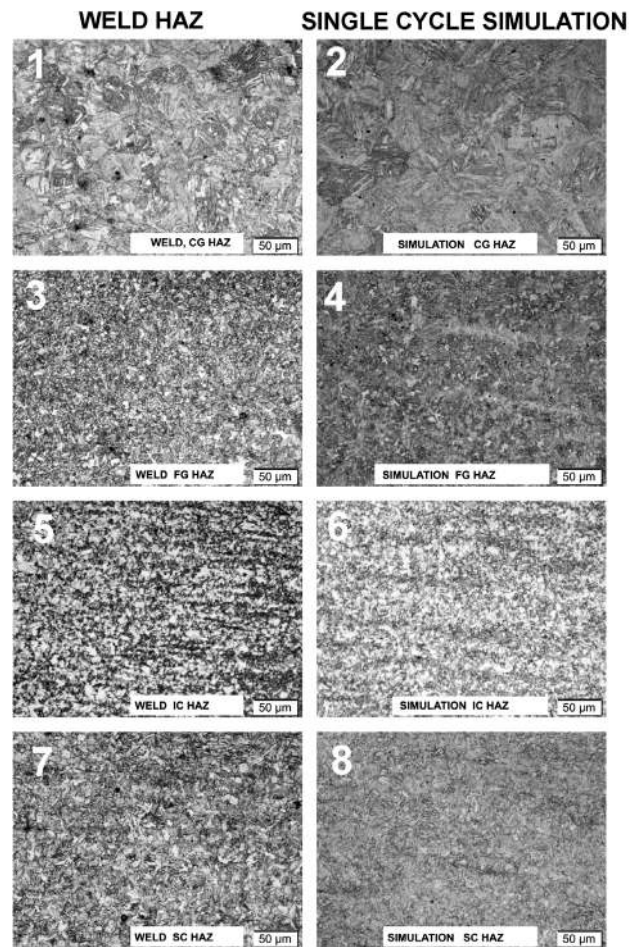 WELD HAZ
SINGLE CYCLE SIMULATION
1
WELD, CG HAZ
50 µm
2
SIMULATION CG HAZ
50 µm
3
WELD FG HAZ
50 µm
4
SIMULATION FG HAZ
50 µm
5
WELD IC HAZ
50 µm
6
SIMULATION IC HAZ
50 µm
7
WELD SC HAZ
50 µm
8
SIMULATION SC HAZ
50 µm